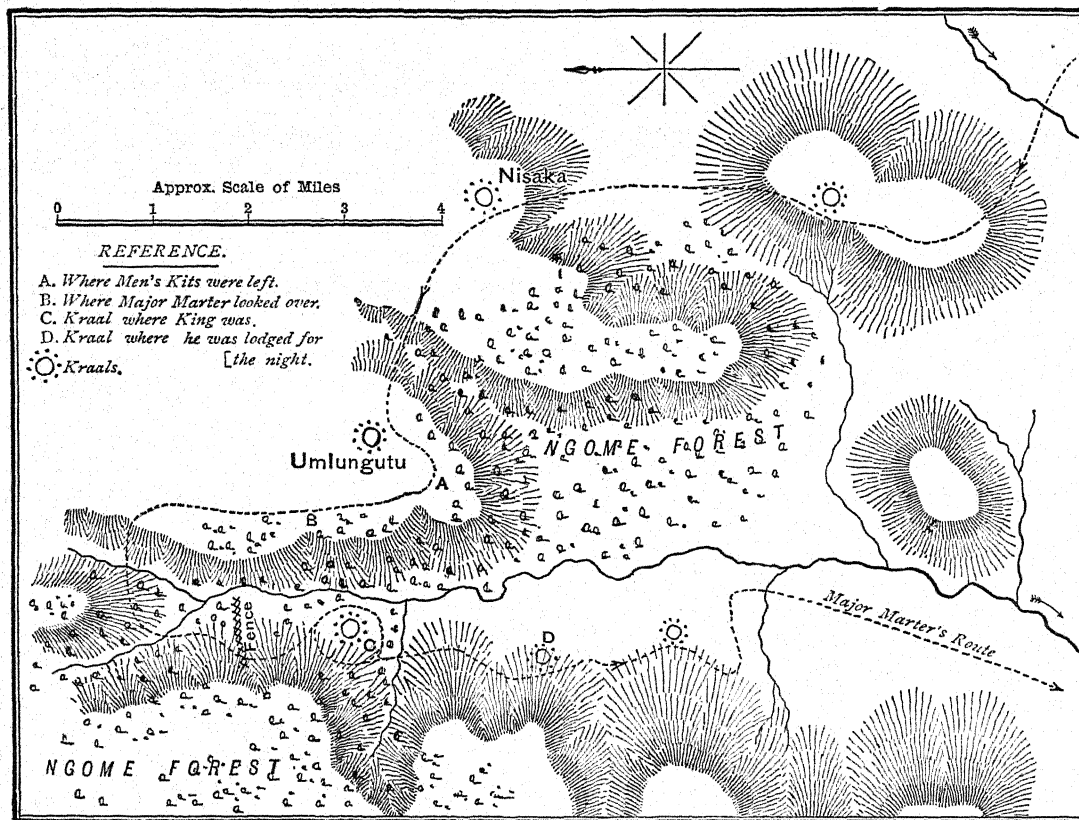 Nisaka
Approx. Scale of Miles
0 1 2 3 4
REFERENCE.
A. Where Men's Kits were left.
B. Where Major Marter looked over.
C. Kraal where King was.
D. Kraal where he was lodged for
[the night.
Kraals.
NGOME FOREST
Umlungutu
A
B
Fence
C
D
Major Marter's Route
NGOME FOREST